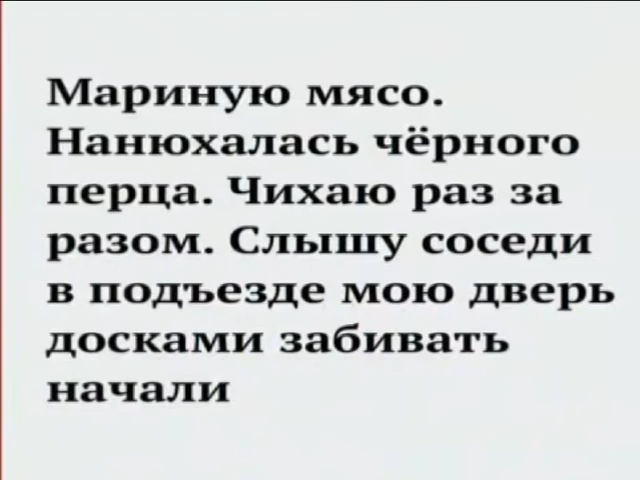 Мариную мясо.
Нанюхалась чёрного
перца. Чихаю раз за
разом. Слышу соседи
в подъезде мою дверь
досками забивать
начали